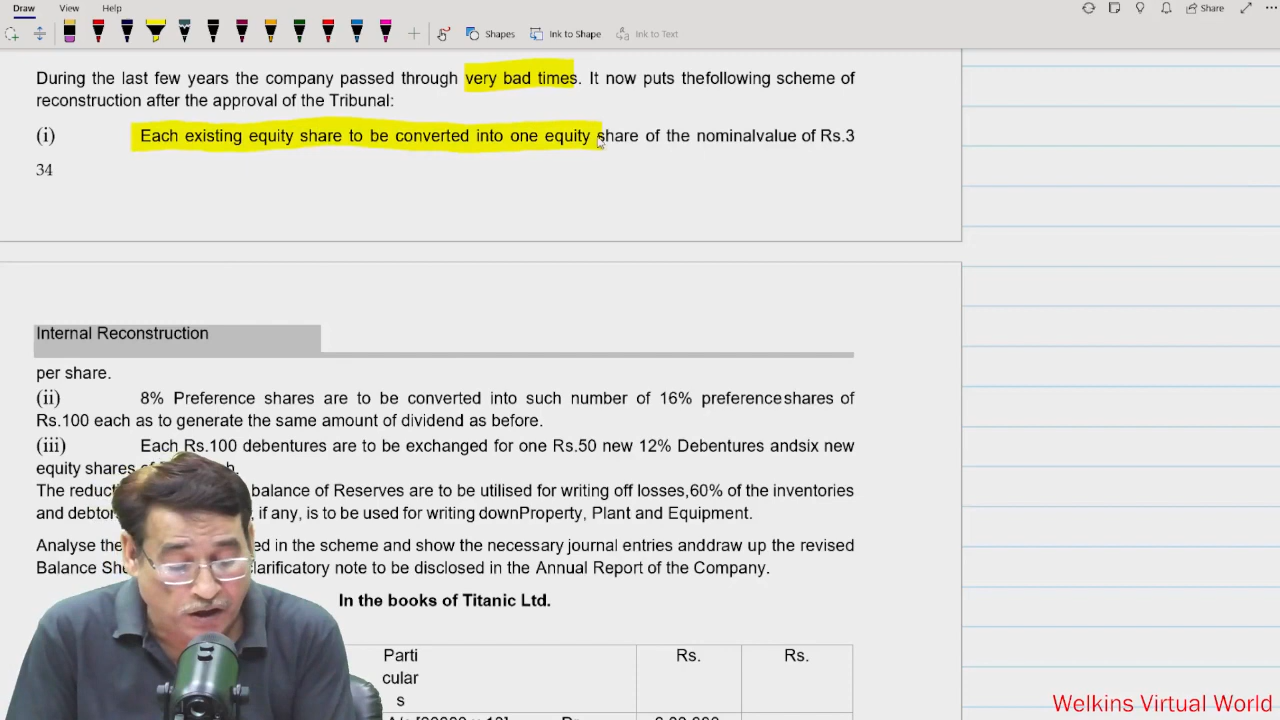 Draw View Help
Share
Shapes Ink to Shape Ink to Text
During the last few years the company passed through very bad times. It now puts thefollowing scheme of
reconstruction after the approval of the Tribunal:
(i) Each existing equity share to be converted into one equity share of the nominalvalue of Rs.3
34
Internal Reconstruction
per share.
(ii) 8% Preference shares are to be converted into such number of 16% preferenceshares of
Rs.100 each as to generate the same amount of dividend as before.
(iii) Each Rs.100 debentures are to be exchanged for one Rs.50 new 12% Debentures andsix new
equity shares
The balance of Reserves are to be utilised for writing off losses,60% of the inventories
and , if any, is to be used for writing downProperty, Plant and Equipment.
Analyse in the scheme and show the necessary journal entries anddraw up the revised
Balance note to be disclosed in the Annual Report of the Company.
In the books of Titanic Ltd.
Parti Rs. Rs.
cular
s
Welkins Virtual World